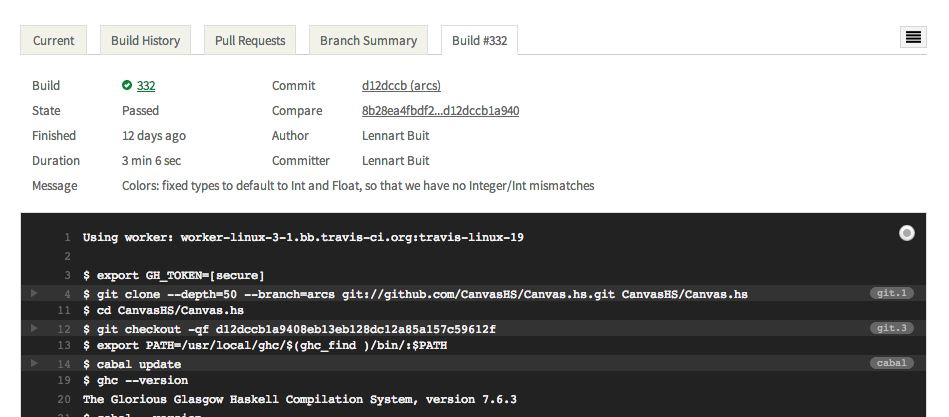 Current Build History Pull Requests Branch Summary Build #332
Build 332 Commit d12dccb (arcs)
State Passed Compare 8b28ea4fbdf2...d12dccb1a940
Finished 12 days ago Author Lennart Buit
Duration 3 min 6 sec Committer Lennart Buit
Message Colors: fixed types to default to Int and Float, so that we have no Integer/Int mismatches
1 Using worker: worker-linux-3-1.bb.travis-ci.org:travis-linux-19
2
3 $ export GH_TOKEN=[secure]
4 $ git clone --depth=50 --branch=arcs git://github.com/CanvasHS/Canvas.hs.git CanvasHS/Canvas.hs git.1
11 $ cd CanvasHS/Canvas.hs
12 $ git checkout -qf d12dccb1a9408eb13eb128dc12a85a157c59612f git.3
13 $ export PATH=/usr/local/ghc/$(ghc_find )/bin/:$PATH
14 $ cabal update cabal
19 $ ghc --version
20 The Glorious Glasgow Haskell Compilation System, version 7.6.3
21 $ cabal --version